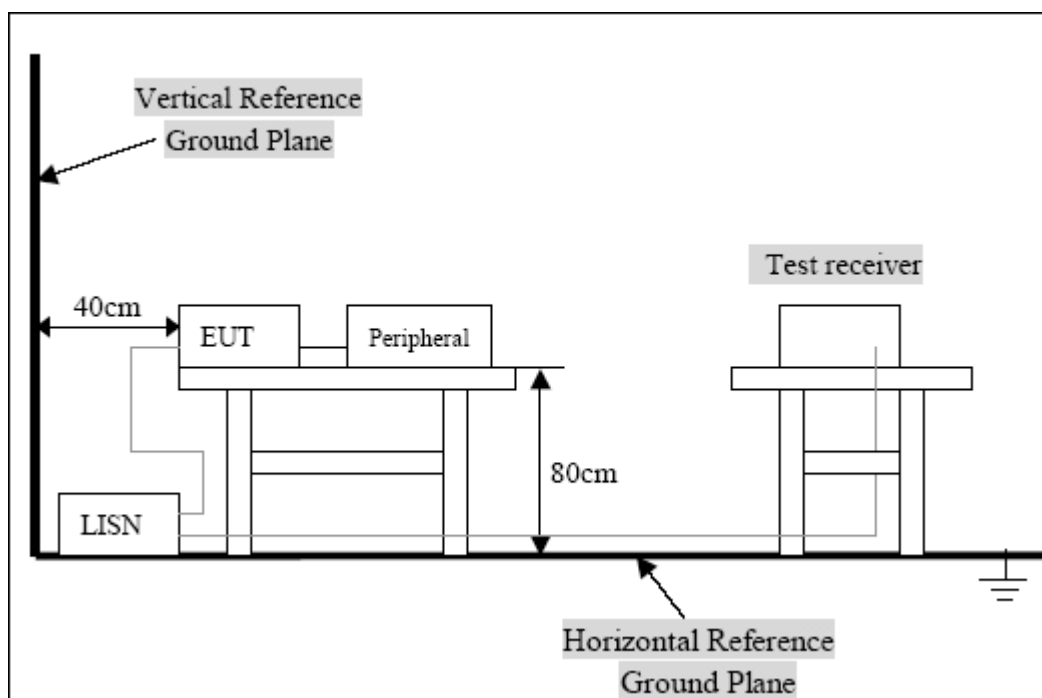 Vertical Reference
Ground Plane
Test receiver
40cm
EUT
Peripheral
80cm
LISN
Horizontal Reference
Ground Plane